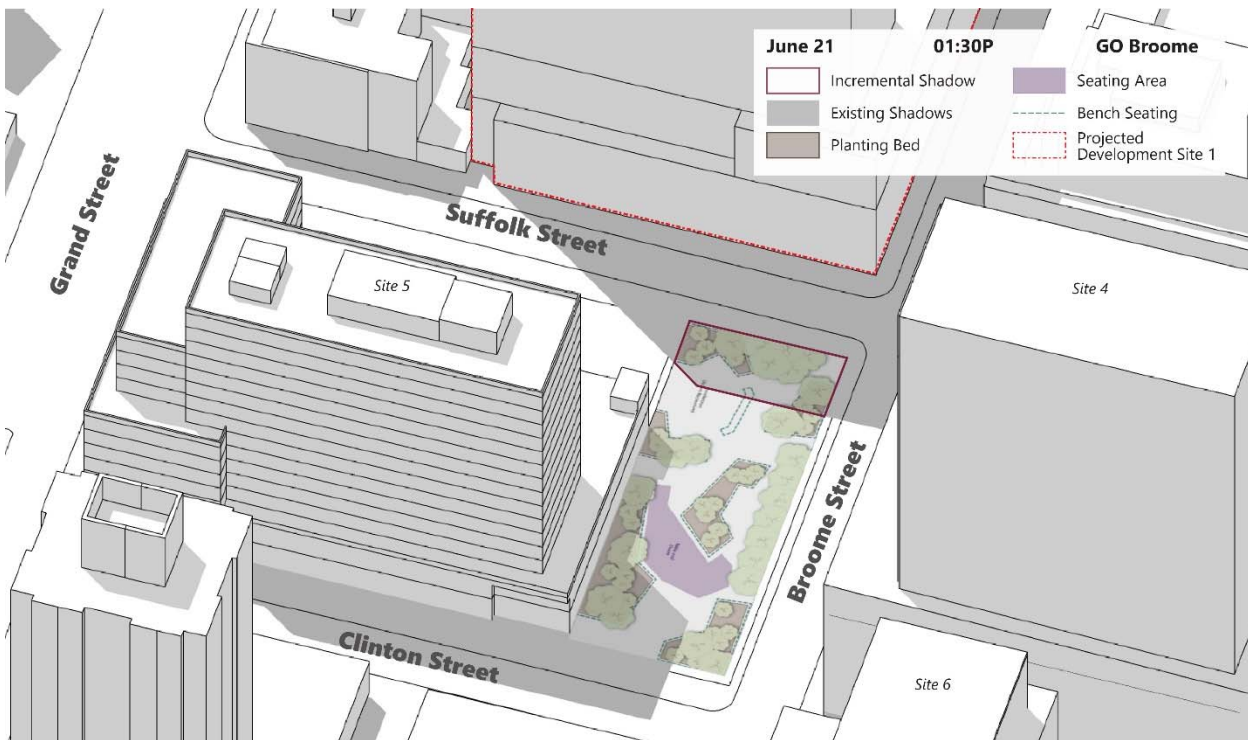 June 21 01:30P GO Broome
Incremental Shadow
Existing Shadows
Planting Bed
Seating Area
Bench Seating
Projected
Development Site 1
Grand Street
Suffolk Street
Site 5
Site 4
Broome Street
Clinton Street
Site 6